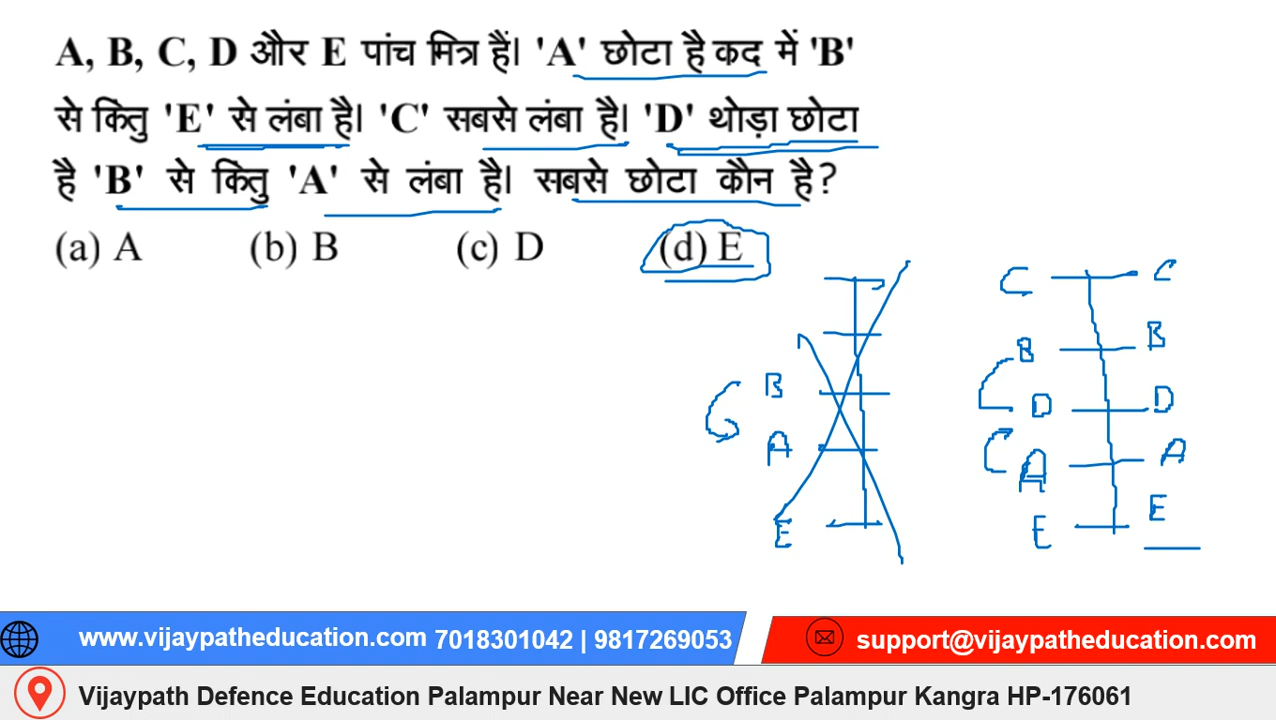 A, B, C, D और E पांच मित्र हैं। 'A' छोटा है कद में 'B'
से किंतु 'E' से लंबा है। 'C' सबसे लंबा है। 'D' थोड़ा छोटा
है 'B' से किंतु 'A' से लंबा है। सबसे छोटा कौन है?
(a) A (b) B (c) D (d) E
B
A
E
C C
B B
D D
A A
E E
www.vijaypatheducation.com 7018301042 | 9817269053
support@vijaypatheducation.com
Vijaypath Defence Education Palampur Near New LIC Office Palampur Kangra HP-176061